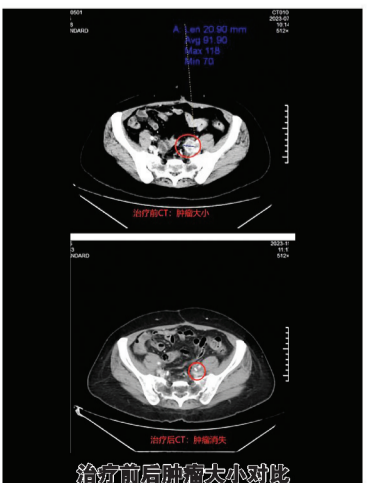 0501
CT010
2023-07
8
10:14
NDARD
512×
A Len 20.90 mm
Avg 91.90
Max 118
Min 70
治疗前CT：肿瘤大小
2023-1
3
11:1
NDARD
512×
治疗后CT：肿瘤消失
治疗前后肿瘤大小对比